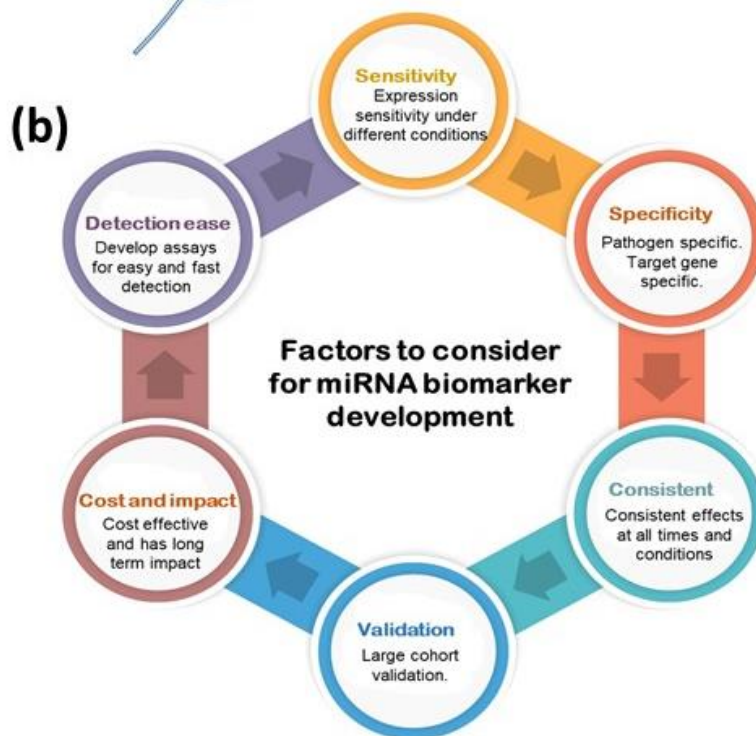 (b)
Sensitivity
Expression
sensitivity under
different conditions
Specificity
Pathogen specific.
Target gene
specific.
Consistent
Consistent effects
at all times and
conditions
Validation
Large cohort
validation.
Cost and impact
Cost effective
and has long
term impact
Detection ease
Develop assays
for easy and fast
detection
Factors to consider
for miRNA biomarker
development